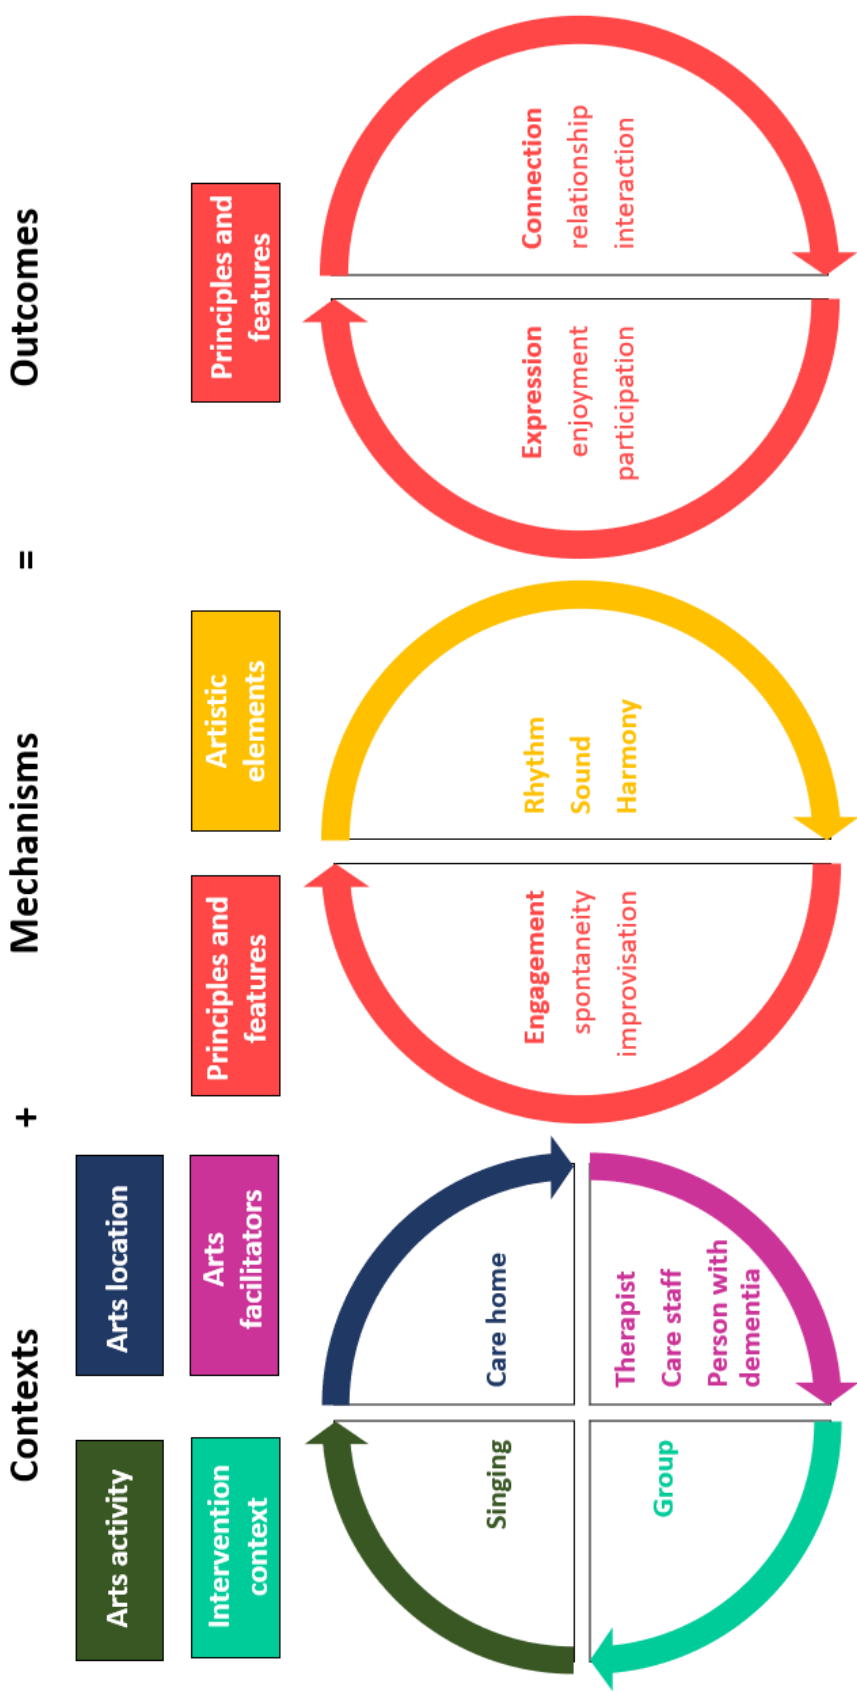 Contexts + Mechanisms = Outcomes
Arts activity
Arts location
Intervention
context
Arts
facilitators
Principles and
features
Artistic
elements
Principles and
features
Singing
Care home
Group
Therapist
Care staff
Person with
dementia
Engagement
spontaneity
improvisation
Rhythm
Sound
Harmony
Expression
enjoyment
participation
Connection
relationship
interaction